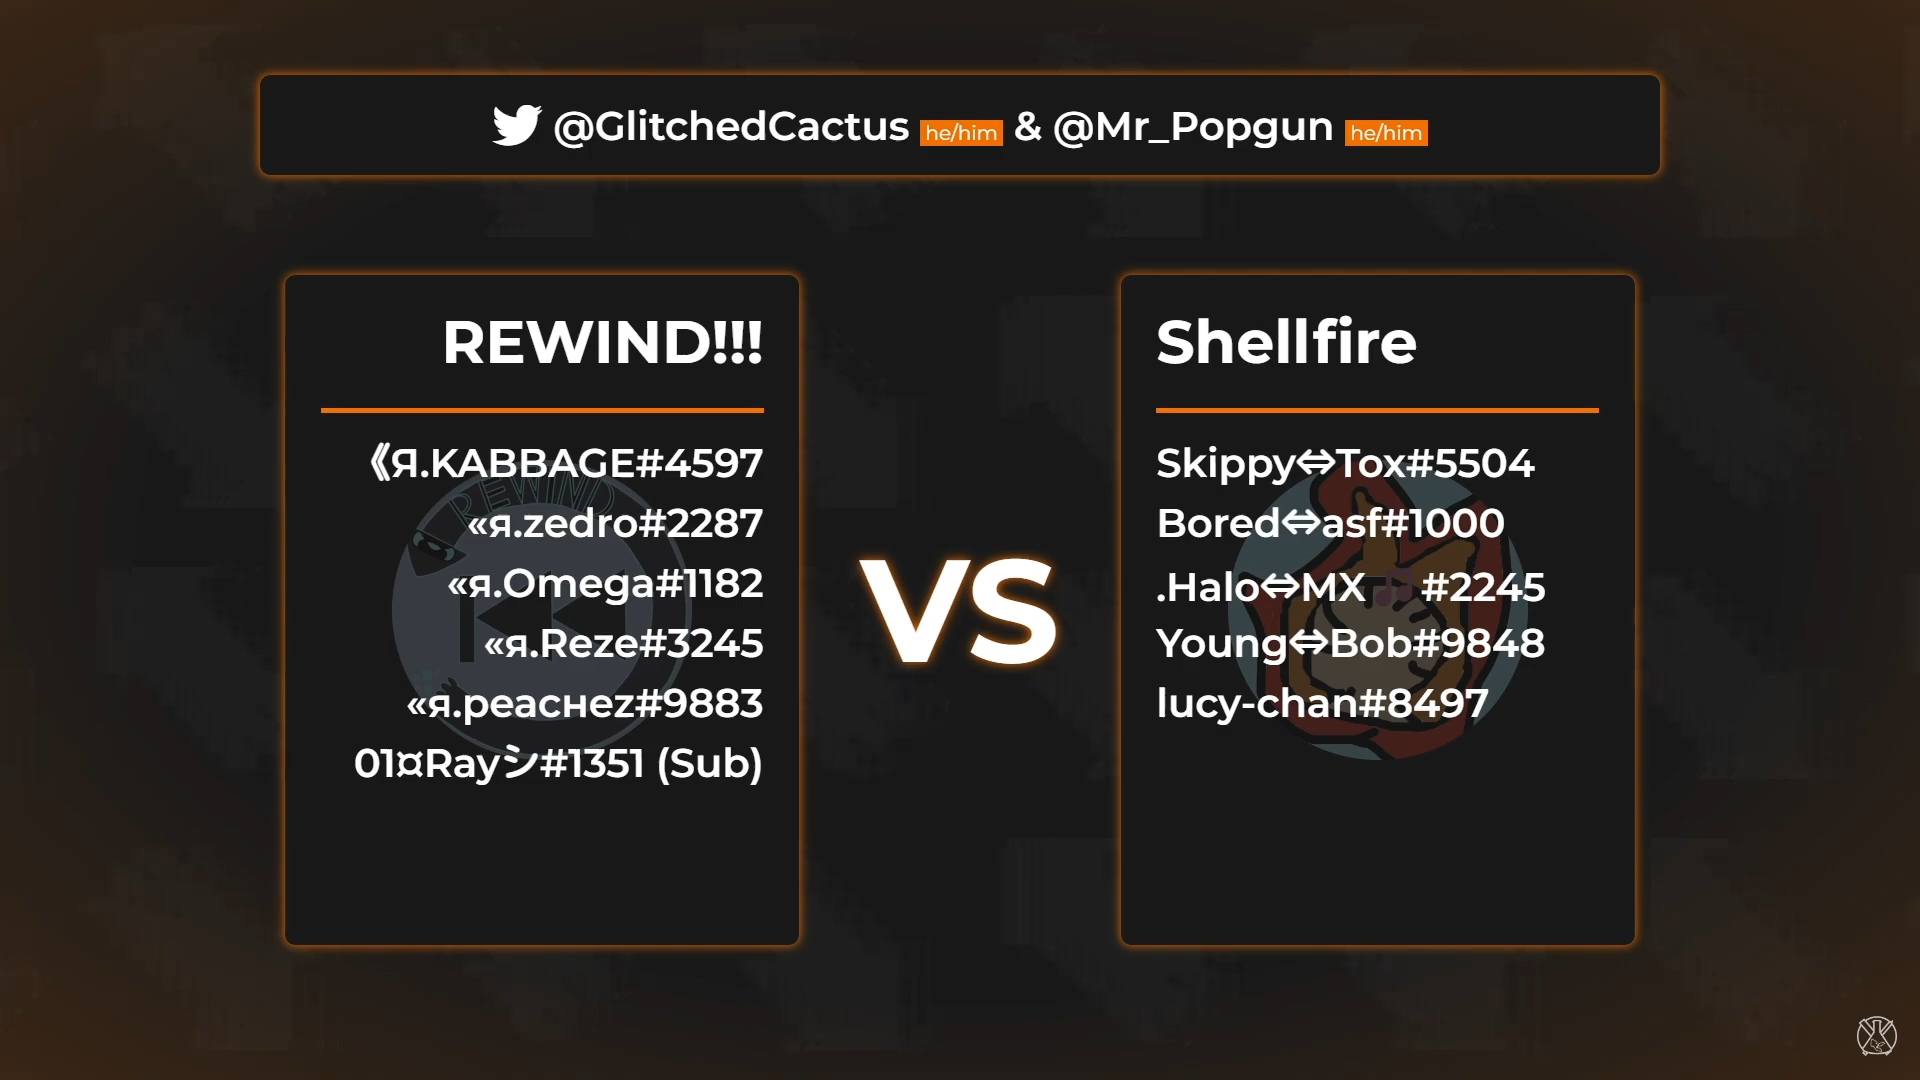 @GlitchedCactus he/him & @Mr_Popgun he/him
REWIND!!!
《Я.KABBAGE#4597
«я.zedro#2287
«я.Omega#1182
«я.Reze#3245
«я.peacнez#9883
01¤Rayシ#1351 (Sub)
REWIND
VS
Shellfire
Skippy⇔Tox#5504
Bored⇔asf#1000
.Halo⇔MX🎵#2245
Young⇔Bob#9848
lucy-chan#8497